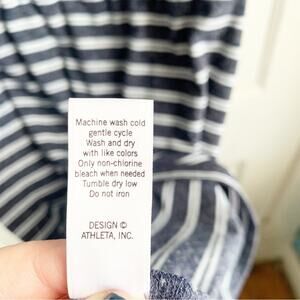 Machine wash cold
gentle cycle
Wash and dry
with like colors
Only non-chlorine
bleach when needed
Tumble dry low
Do not iron
DESIGN ©
ATHLETA, INC.